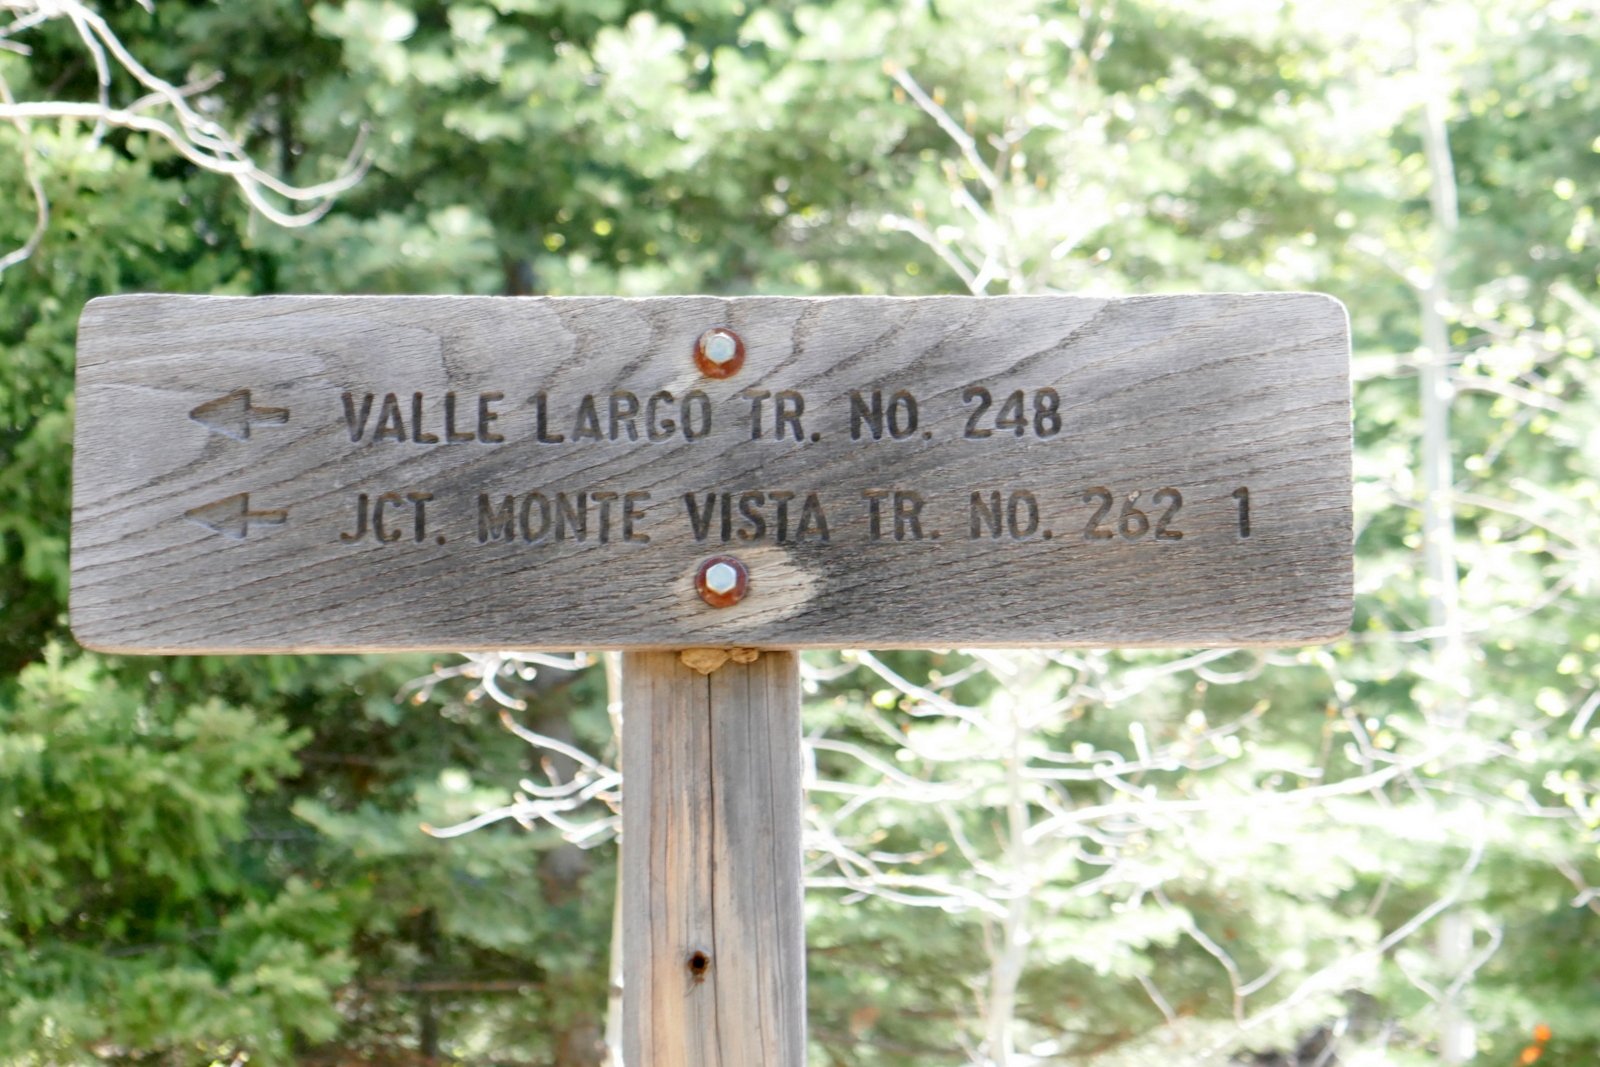 ← VALLE LARGO TR. NO. 248
← JCT. MONTE VISTA TR. NO. 262 1